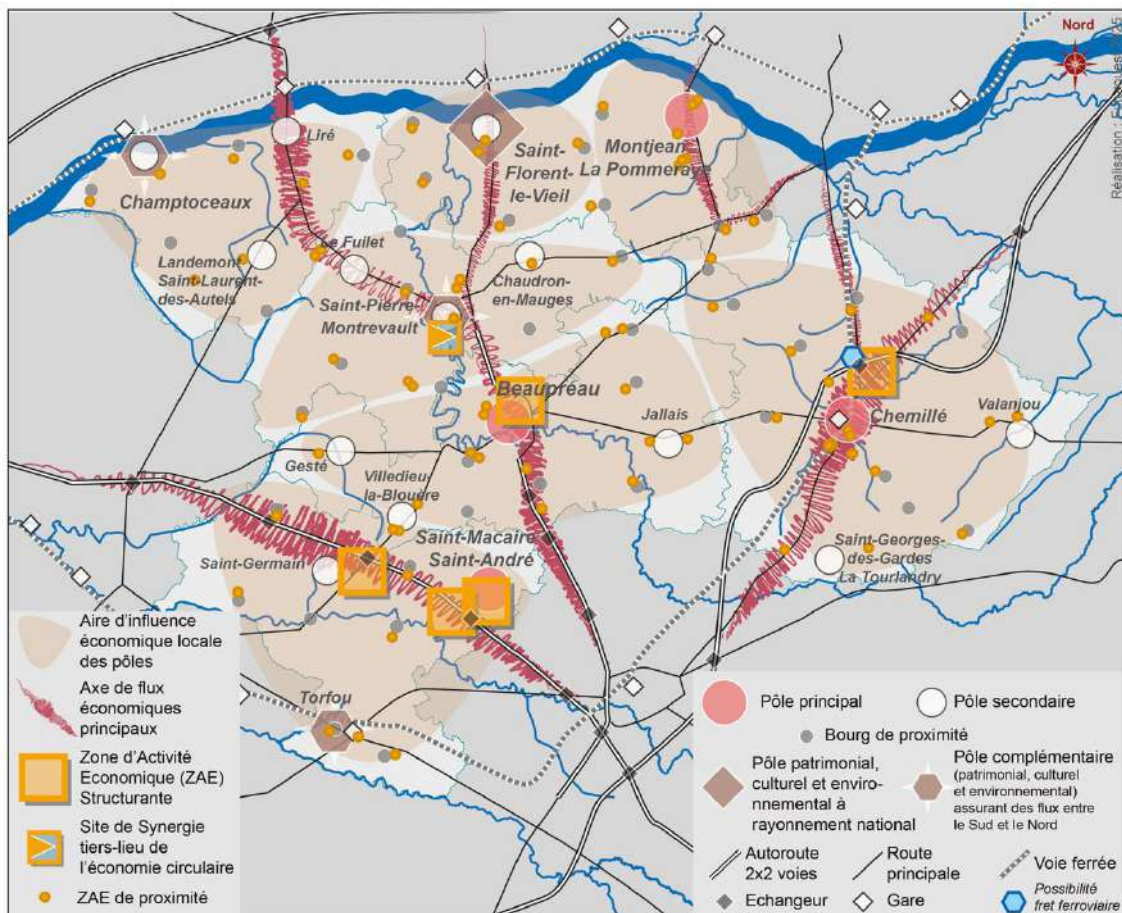 Nord
Liré
Champtoceaux
Saint-
Florent-
le-Vieil
Montjean
La Pommeraye
Landemont
Saint-Laurent-
des-Autels
Le Fuilet
Saint-Pierre-
Montrevault
Chaudron-
en-Mauges
Beaupréau
Jallais
Chemillé
Valanjou
Gesté
Villedieu-
la-Blouère
Saint-Macaire
Saint-André
Saint-Germain
Saint-Georges-
des-Gardes
La Tourlandry
Torfou
Aire d'influence
économique locale
des pôles
Axe de flux
économiques
principaux
Zone d'Activité
Economique (ZAE)
Structurante
Site de Synergie
tiers-lieu de
l'économie circulaire
ZAE de proximité
Pôle principal
Pôle secondaire
Bourg de proximité
Pôle patrimonial,
culturel et enviro-
nnemental à
rayonnement national
Pôle complémentaire
(patrimonial, culturel
et environnemental)
assurant des flux entre
le Sud et le Nord
Autoroute
2x2 voies
Route
principale
Voie ferrée
Echangeur
Gare
Possibilité
fret ferroviaire
Réalisation :